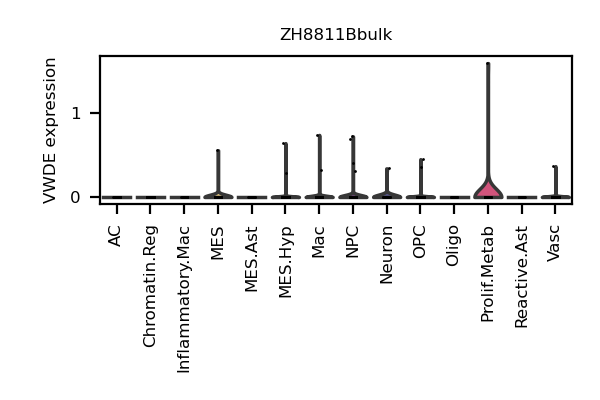 ZH8811Bbulk
VWDE expression
1
0
AC
Chromatin.Reg
Inflammatory.Mac
MES
MES.Ast
MES.Hyp
Mac
NPC
Neuron
OPC
Oligo
Prolif.Metab
Reactive.Ast
Vasc